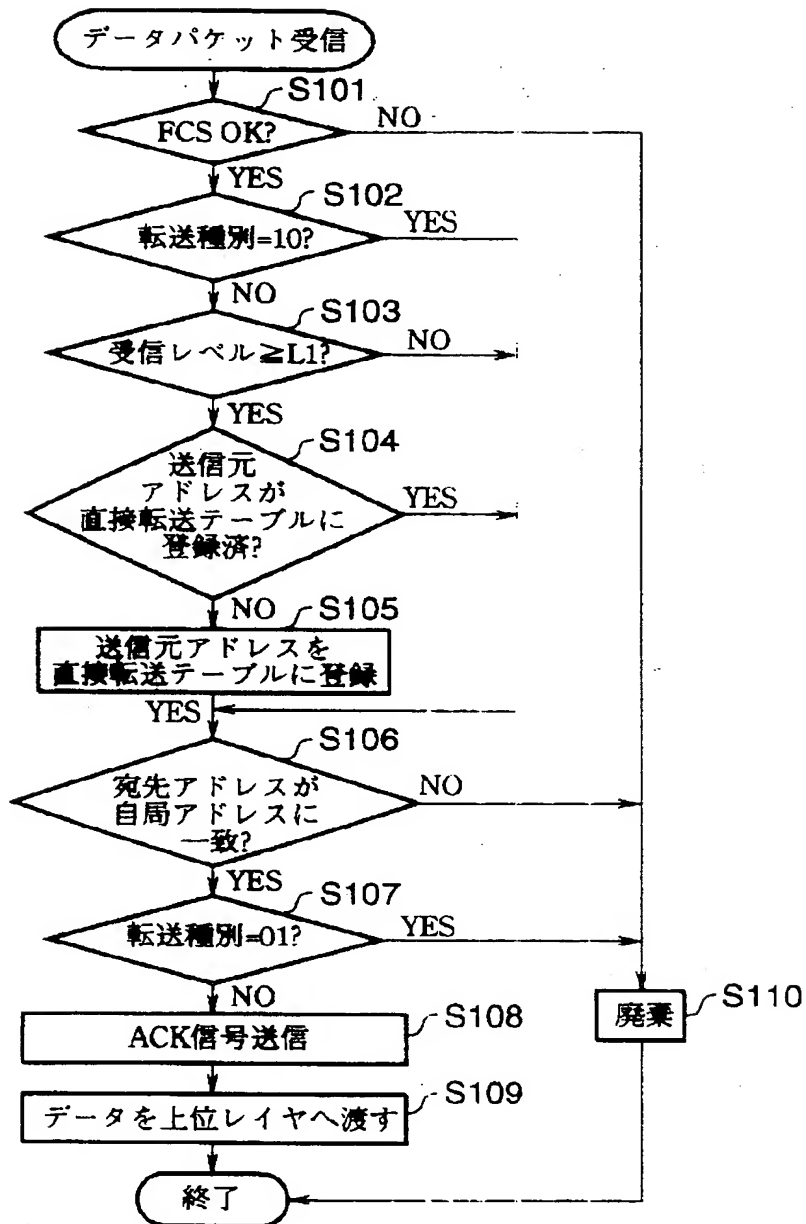 データパケット受信
S101
FCS OK?
NO
YES
S102
転送種別=10?
YES
NO
S103
受信レベル≧L1?
NO
YES
S104
送信元
アドレスが
直接転送テーブルに
登録済?
YES
NO
S105
送信元アドレスを
直接転送テーブルに登録
YES
S106
宛先アドレスが
自局アドレスに
一致?
NO
YES
S107
転送種別=01?
YES
NO
S108
ACK信号送信
S110
廃棄
S109
データを上位レイヤへ渡す
終了